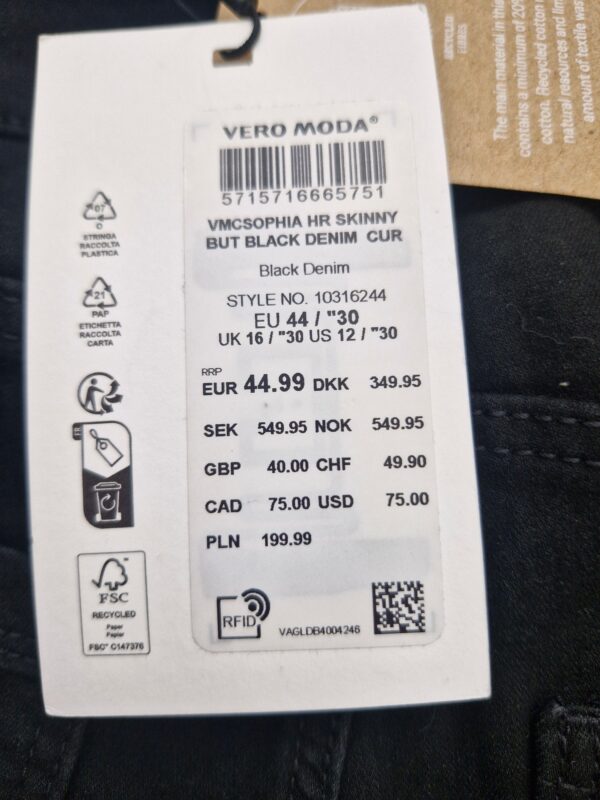 VERO MODA®
5715716665751
VMCSOPHIA HR SKINNY
BUT BLACK DENIM CUR
Black Denim
STYLE NO. 10316244
EU 44 / "30
UK 16 / "30 US 12 / "30
RRP
EUR 44.99 DKK 349.95
SEK 549.95 NOK 549.95
GBP 40.00 CHF 49.90
CAD 75.00 USD 75.00
PLN 199.99
RFID
VAGLDB4004246
07
STRINGA
RACCOLTA
PLASTICA
21
PAP
ETICHETTA
RACCOLTA
CARTA
FR
FSC
RECYCLED
Paper
Papier
FSC® C147376
RECYCLED
The main material in this
contains a minimum of 20%
cotton. Recycled cotton
natural resources and
amount of textile